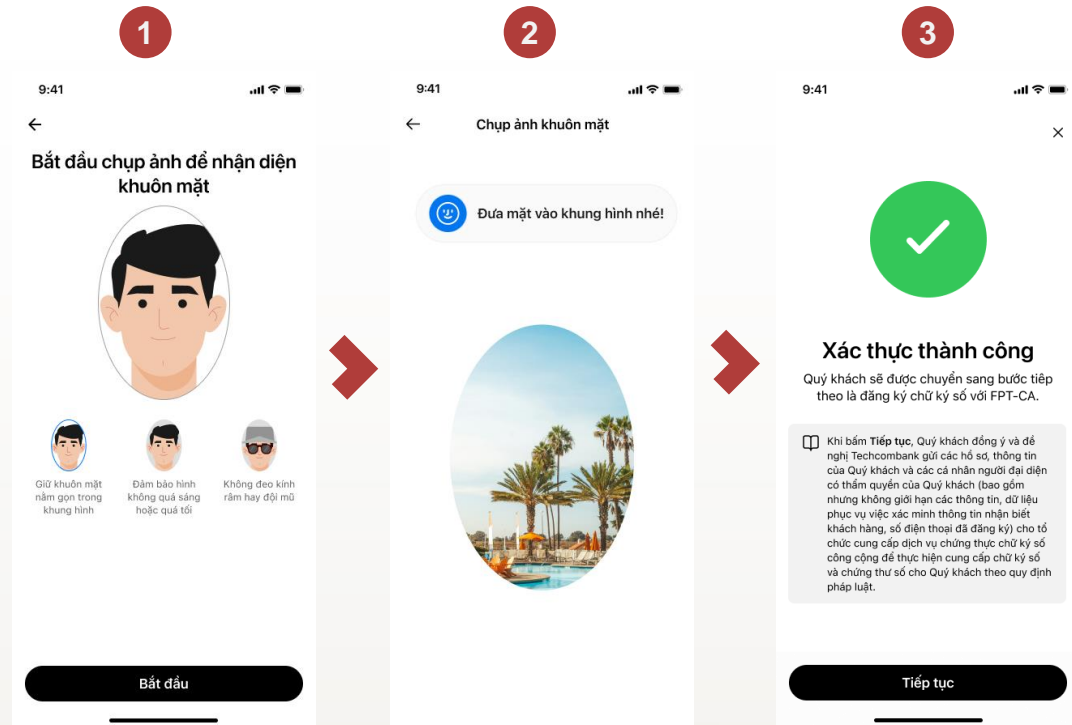 1
2
3
9:41
Bắt đầu chụp ảnh để nhận diện
khuôn mặt
Giữ khuôn mặt
nằm gọn trong
khung hình
Đảm bảo hình
không quá sáng
hoặc quá tối
Không đeo kính
râm hay đội mũ
Bắt đầu
9:41
Chụp ảnh khuôn mặt
Đưa mặt vào khung hình nhé!
9:41
Xác thực thành công
Quý khách sẽ được chuyển sang bước tiêp
theo là đăng ký chữ ký số với FPT-CA.
Khi bấm Tiếp tục, Quý khách đồng ý và đề
nghị Techcombank gửi các hồ sơ, thông tin
của Quý khách và các cá nhân người đại diện
có thẩm quyền của Quý khách (bao gồm
nhưng không giới hạn các thông tin, dữ liệu
phục vụ việc xác minh thông tin nhận biết
khách hàng, số điện thoại đã đăng ký) cho tổ
chức cung cấp dịch vụ chứng thực chữ ký số
công cộng để thực hiện cung cấp chữ ký số
và chứng thư số cho Quý khách theo quy định
pháp luật.
Tiếp tục